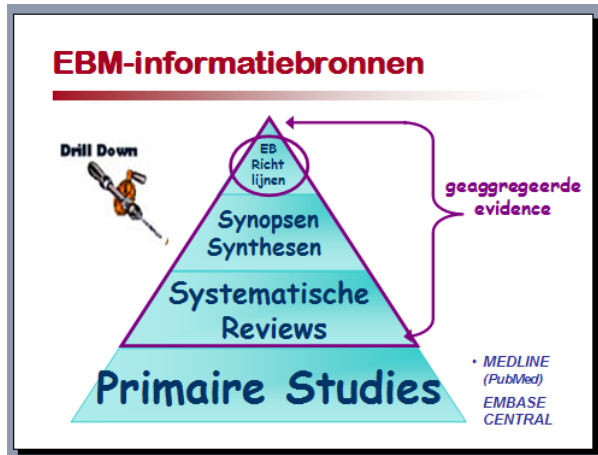 EBM-informatiebronnen
Drill Down
EB
Richt
lijnen
Synopsen
Synthesen
Systematische
Reviews
Primaire Studies
geaggregeerde
evidence
• MEDLINE
(PubMed)
EMBASE
CENTRAL